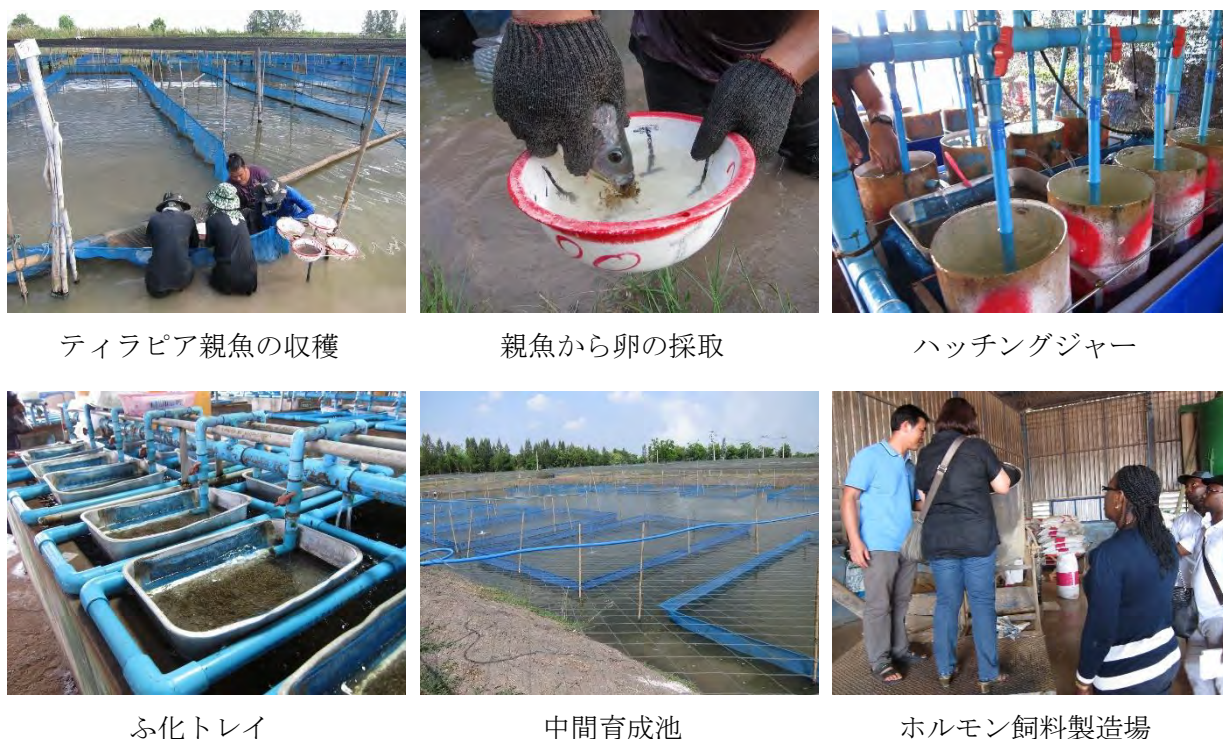 ティラピア親魚の収穫
親魚から卵の採取
ハッチングジャー
ふ化トレイ
中間育成池
ホルモン飼料製造場